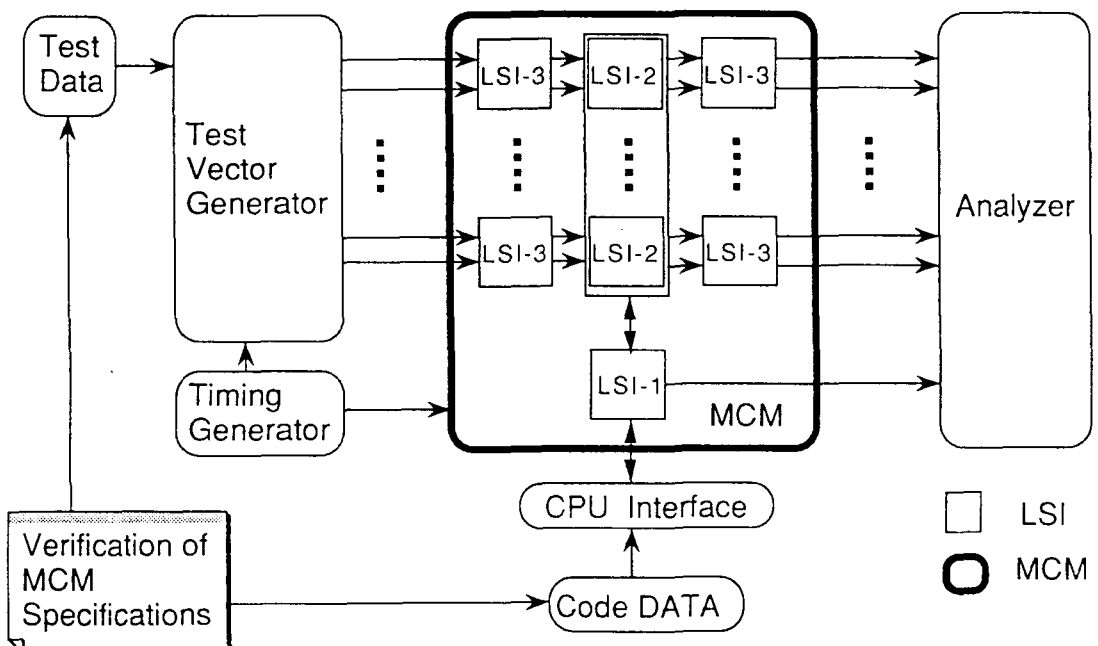 Test
Data
Test
Vector
Generator
LSI-3
LSI-2
LSI-3
LSI-3
LSI-2
LSI-3
LSI-1
MCM
Analyzer
Timing
Generator
CPU Interface
Code DATA
Verification of
MCM
Specifications
LSI
MCM